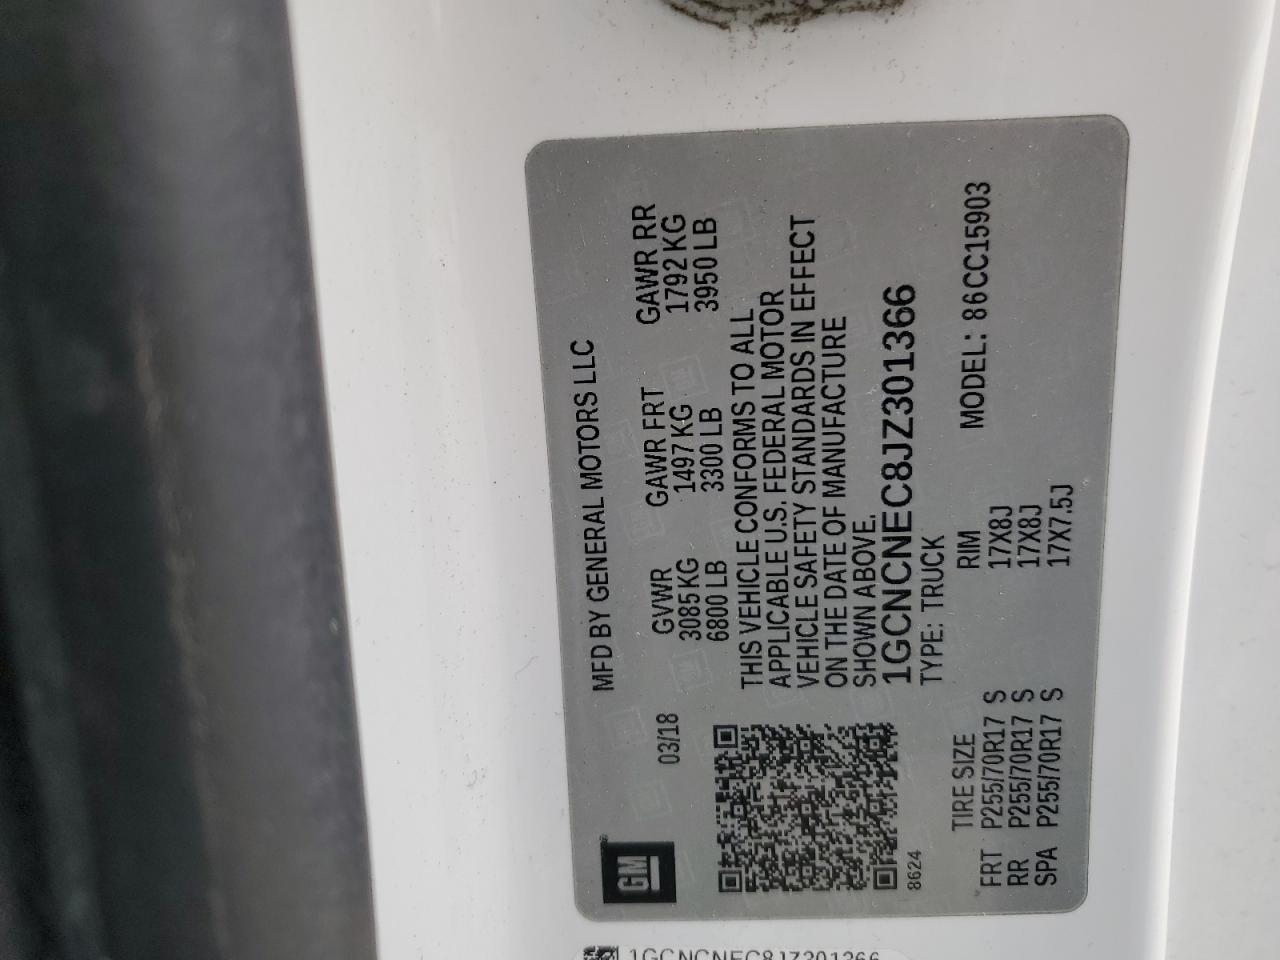 GM
MFD BY GENERAL MOTORS LLC
03/18
GVWR GAWR FRT GAWR RR
3085 KG 1497 KG 1792 KG
6800 LB 3300 LB 3950 LB
THIS VEHICLE CONFORMS TO ALL
APPLICABLE U.S. FEDERAL MOTOR
VEHICLE SAFETY STANDARDS IN EFFECT
ON THE DATE OF MANUFACTURE
SHOWN ABOVE.
1GCNCNEC8JZ301366
8624
TYPE: TRUCK
TIRE SIZE RIM MODEL: 86CC15903
FRT P255/70R17 S 17X8J
RR P255/70R17 S 17X8J
SPA P255/70R17 S 17X7.5J
1GCNCNEC8JZ301366